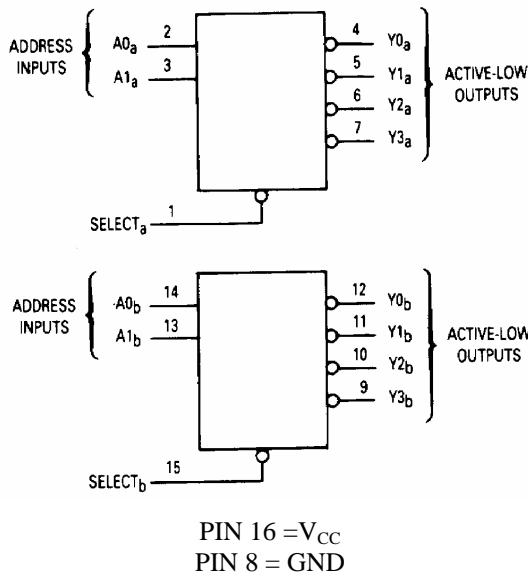 ADDRESS INPUTS
A0a 2
A1a 3
4 Y0a
5 Y1a
6 Y2a
7 Y3a
ACTIVE-LOW OUTPUTS
SELECTa 1
ADDRESS INPUTS
A0b 14
A1b 13
12 Y0b
11 Y1b
10 Y2b
9 Y3b
ACTIVE-LOW OUTPUTS
SELECTb 15
PIN 16 =VCC
PIN 8 = GND